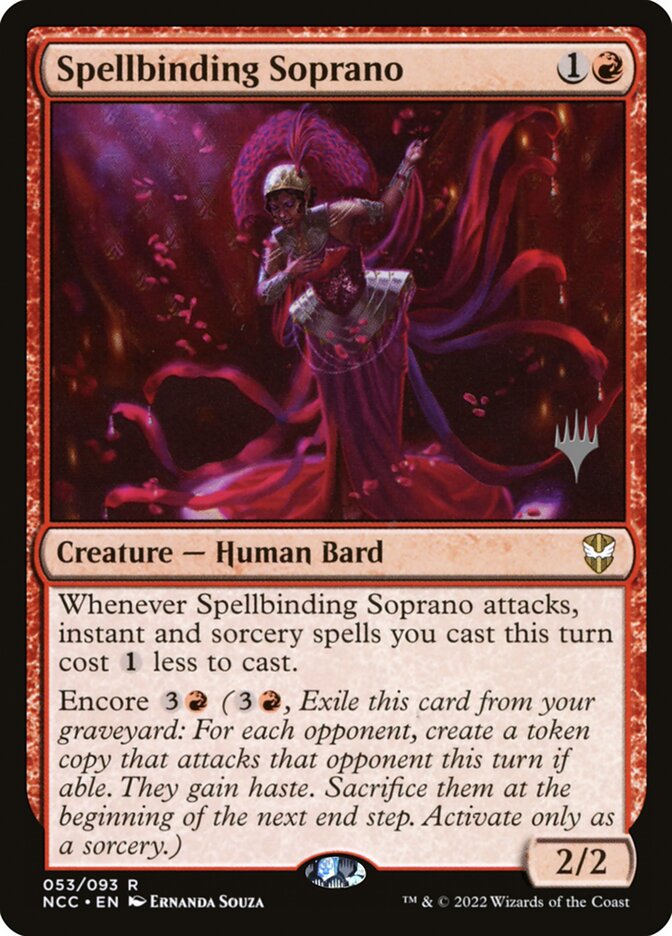 Spellbinding Soprano 1
Creature — Human Bard
Whenever Spellbinding Soprano attacks,
instant and sorcery spells you cast this turn
cost 1 less to cast.
Encore 3 (3, Exile this card from your
graveyard: For each opponent, create a token
copy that attacks that opponent this turn if
able. They gain haste. Sacrifice them at the
beginning of the next end step. Activate only as
a sorcery.)
2/2
053/093 R
NCC • EN Ernanda Souza
™ & © 2022 Wizards of the Coast